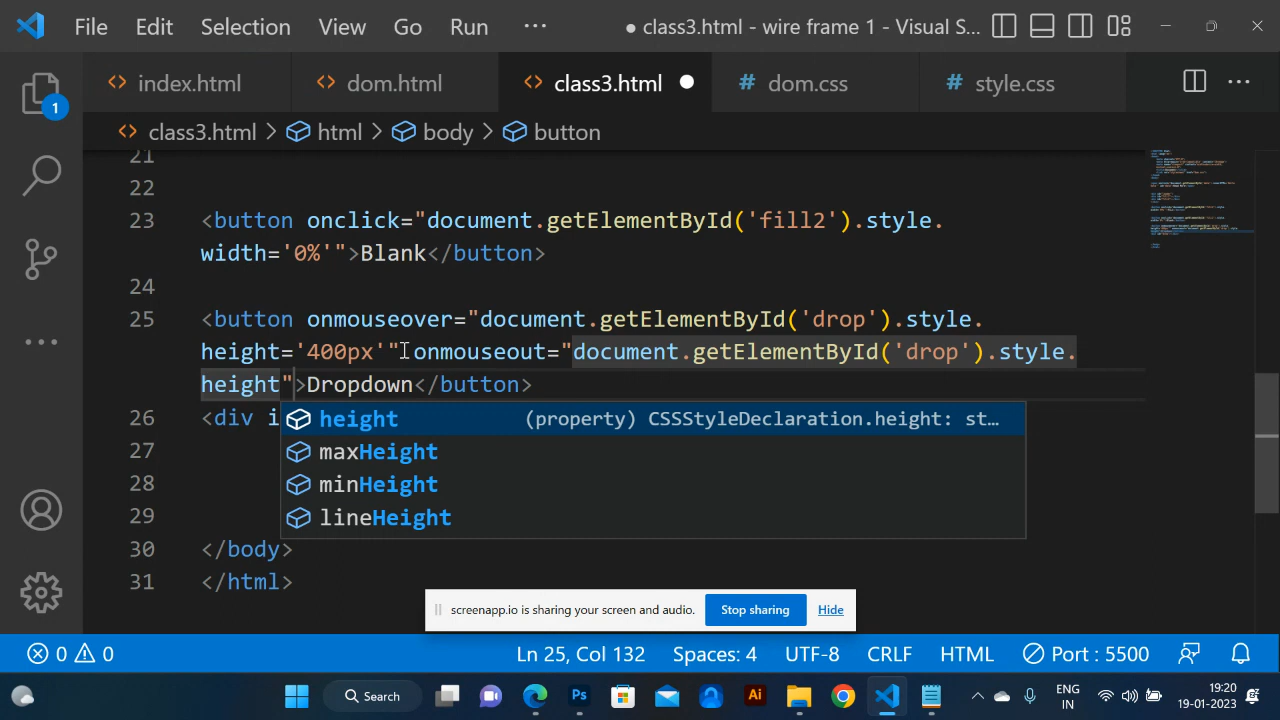 File Edit Selection View Go Run ··· ● class3.html - wire frame 1 - Visual S...
<> index.html <> dom.html <> class3.html ● # dom.css # style.css ···
<> class3.html > html > body > button
1
21
22
23 <button onclick="document.getElementById('fill2').style.
width='0%'">Blank</button>
24
25 <button onmouseover="document.getElementById('drop').style.
height='400px'" onmouseout="document.getElementById('drop').style.
height">Dropdown</button>
26 <div i
height (property) CSSStyleDeclaration.height: st…
27 maxHeight
28 minHeight
29 lineHeight
30 </body>
31 </html>
screenapp.io is sharing your screen and audio. Stop sharing Hide
0 0 Ln 25, Col 132 Spaces: 4 UTF-8 CRLF HTML Port : 5500
Search Ps Ai ENG IN 19:20 19-01-2023